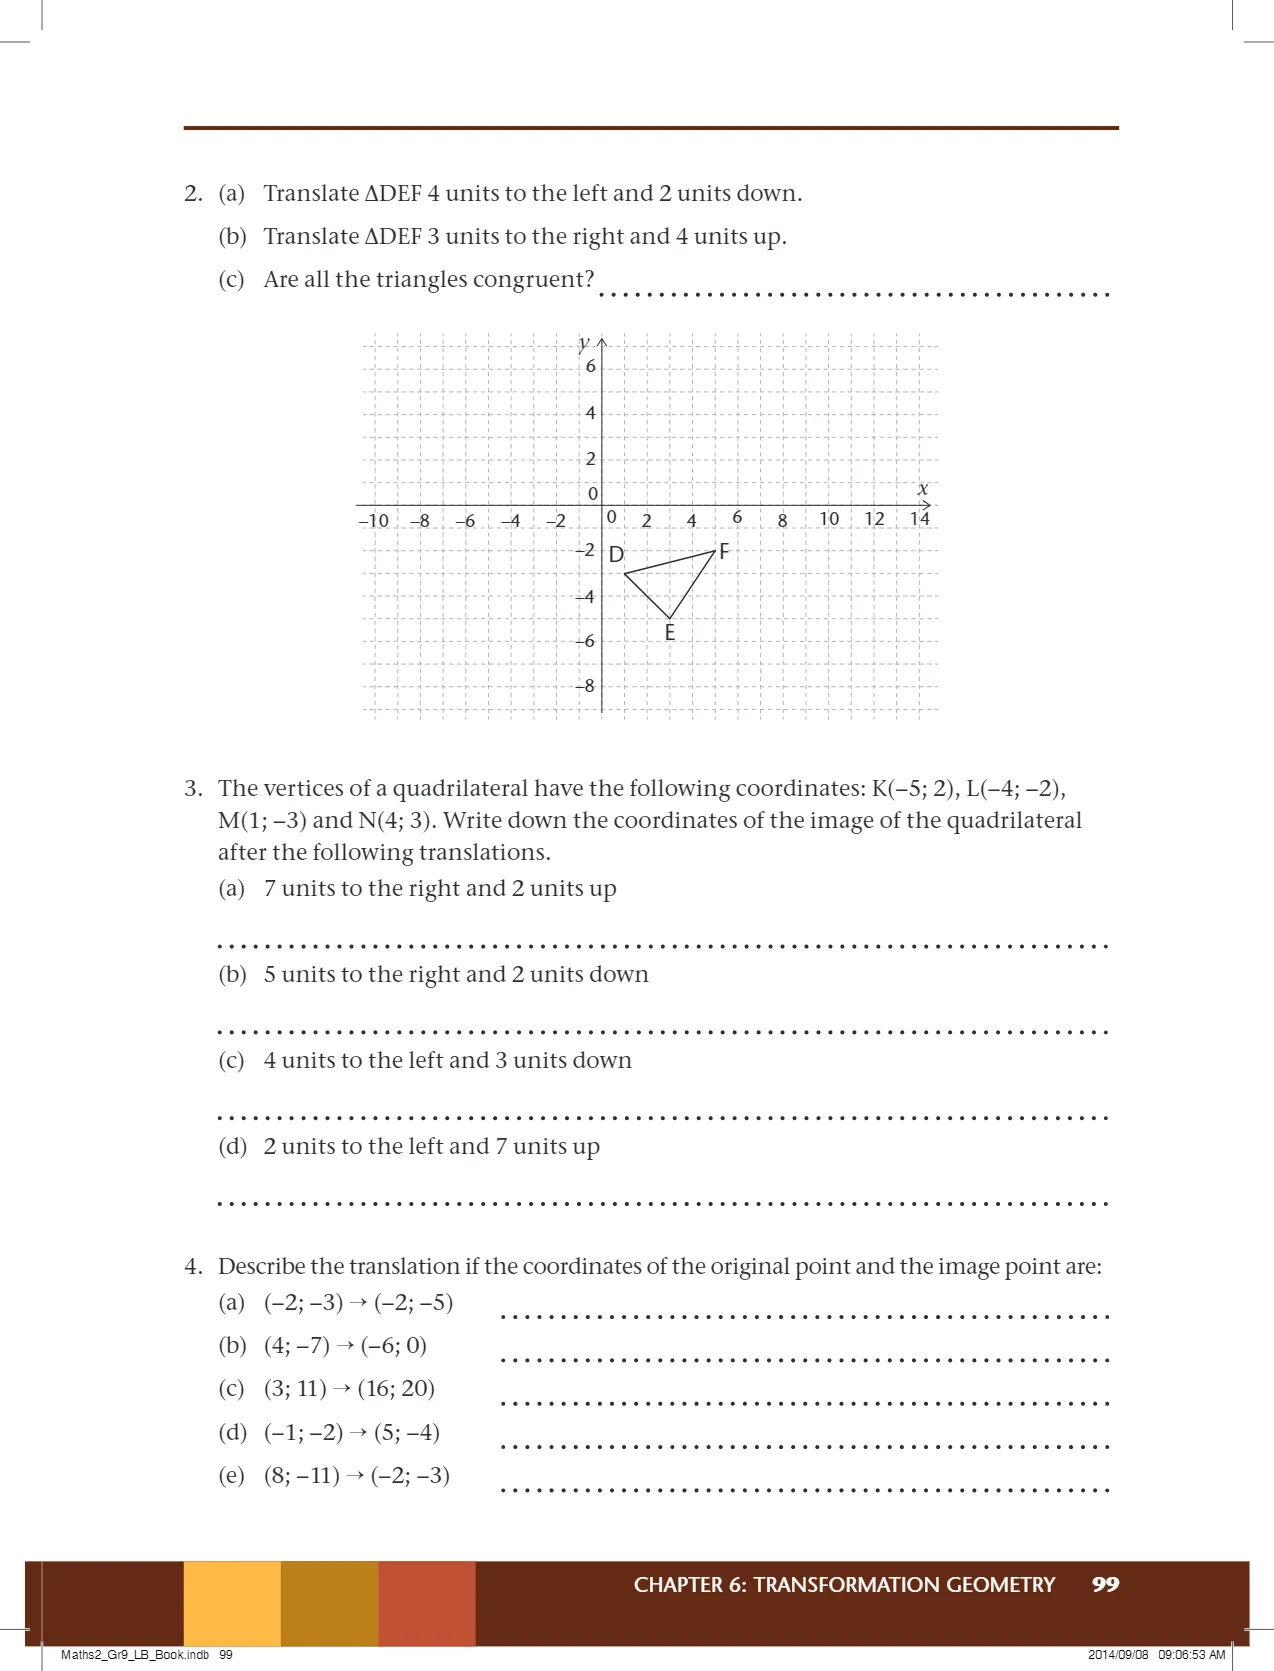 2. (a) Translate ΔDEF 4 units to the left and 2 units down.
(b) Translate ΔDEF 3 units to the right and 4 units up.
(c) Are all the triangles congruent?
y
6
4
2
0
x
–10 –8 –6 –4 –2 0 2 4 6 8 10 12 14
–2 D F
–4
E
–6
–8
3. The vertices of a quadrilateral have the following coordinates: K(–5; 2), L(–4; –2),
M(1; –3) and N(4; 3). Write down the coordinates of the image of the quadrilateral
after the following translations.
(a) 7 units to the right and 2 units up
(b) 5 units to the right and 2 units down
(c) 4 units to the left and 3 units down
(d) 2 units to the left and 7 units up
4. Describe the translation if the coordinates of the original point and the image point are:
(a) (–2; –3) → (–2; –5)
(b) (4; –7) → (–6; 0)
(c) (3; 11) → (16; 20)
(d) (–1; –2) → (5; –4)
(e) (8; –11) → (–2; –3)
CHAPTER 6: TRANSFORMATION GEOMETRY 99
Maths2_Gr9_LB_Book.indb 99 2014/09/08 09:06:53 AM